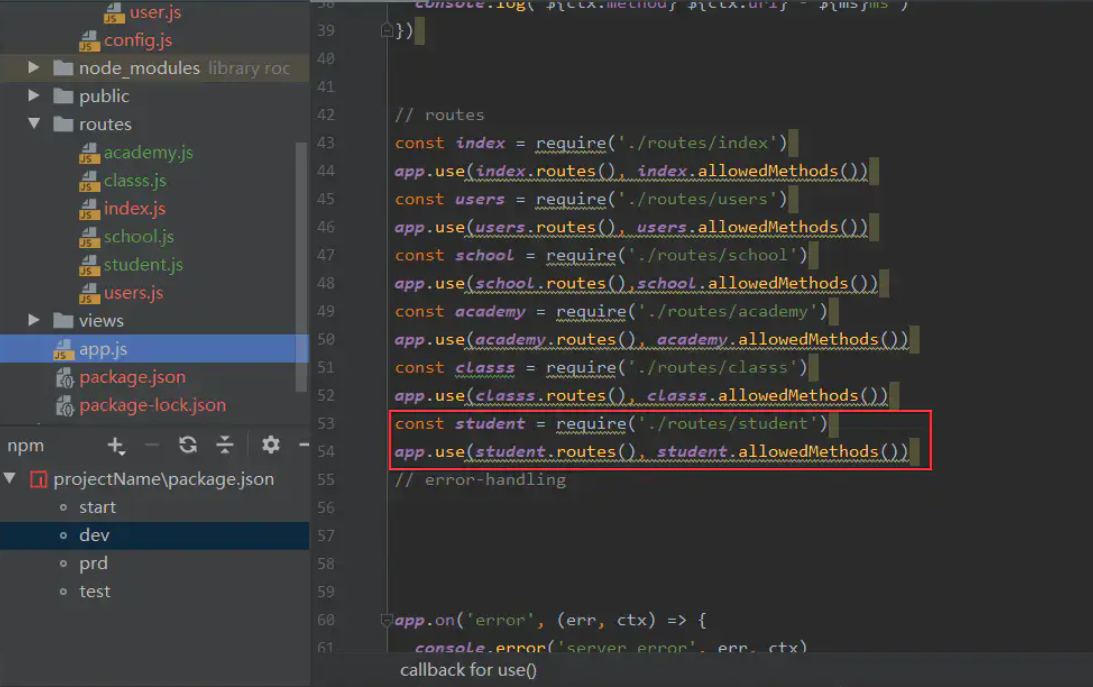 user.js
config.js
node_modules library roc
public
routes
academy.js
classs.js
index.js
school.js
student.js
users.js
views
app.js
package.json
package-lock.json
npm
projectName\package.json
start
dev
prd
test
38 console.log(`${ctx.method} ${ctx.url} - ${ms}ms`)
39 })
40
41
42 // routes
43 const index = require('./routes/index')
44 app.use(index.routes(), index.allowedMethods())
45 const users = require('./routes/users')
46 app.use(users.routes(), users.allowedMethods())
47 const school = require('./routes/school')
48 app.use(school.routes(),school.allowedMethods())
49 const academy = require('./routes/academy')
50 app.use(academy.routes(), academy.allowedMethods())
51 const classs = require('./routes/classs')
52 app.use(classs.routes(), classs.allowedMethods())
53 const student = require('./routes/student')
54 app.use(student.routes(), student.allowedMethods())
55 // error-handling
56
57
58
59
60 app.on('error', (err, ctx) => {
61 console.error('server error', err, ctx)
callback for use()